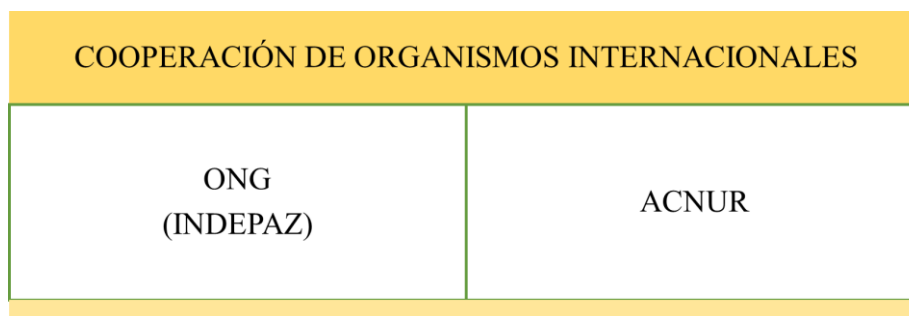 COOPERACIÓN DE ORGANISMOS INTERNACIONALES
ONG
(INDEPAZ)
ACNUR